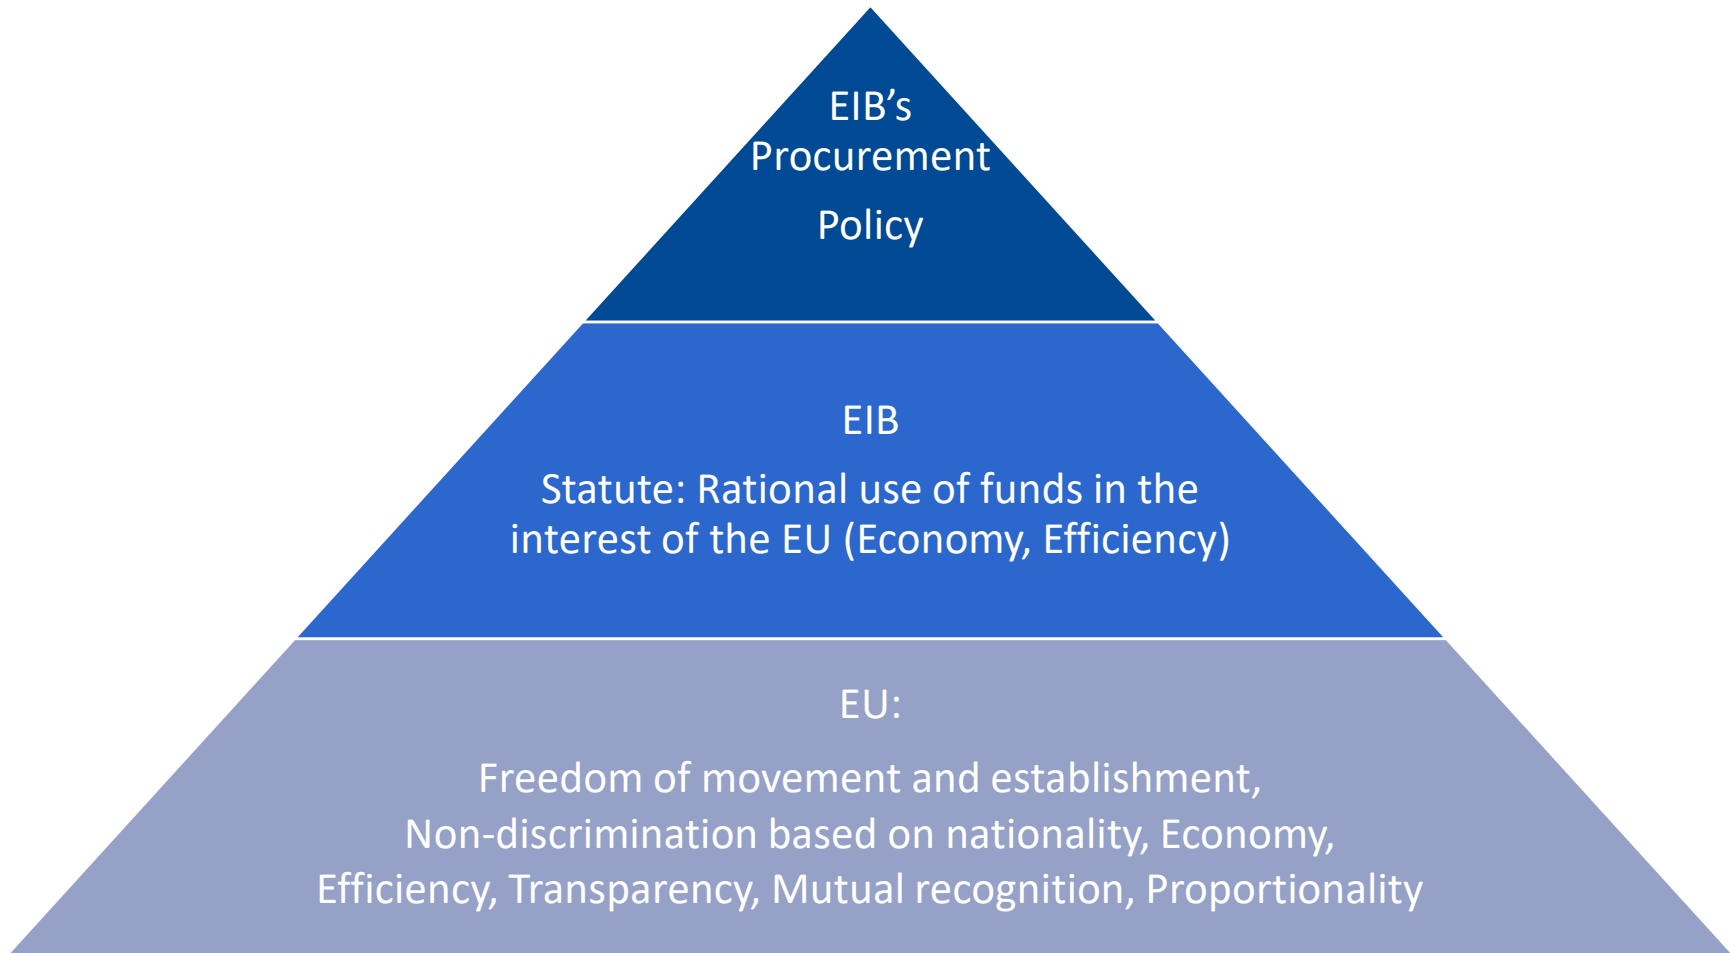 EIB’s
Procurement
Policy
EIB
Statute: Rational use of funds in the
interest of the EU (Economy, Efficiency)
EU:
Freedom of movement and establishment,
Non-discrimination based on nationality, Economy,
Efficiency, Transparency, Mutual recognition, Proportionality